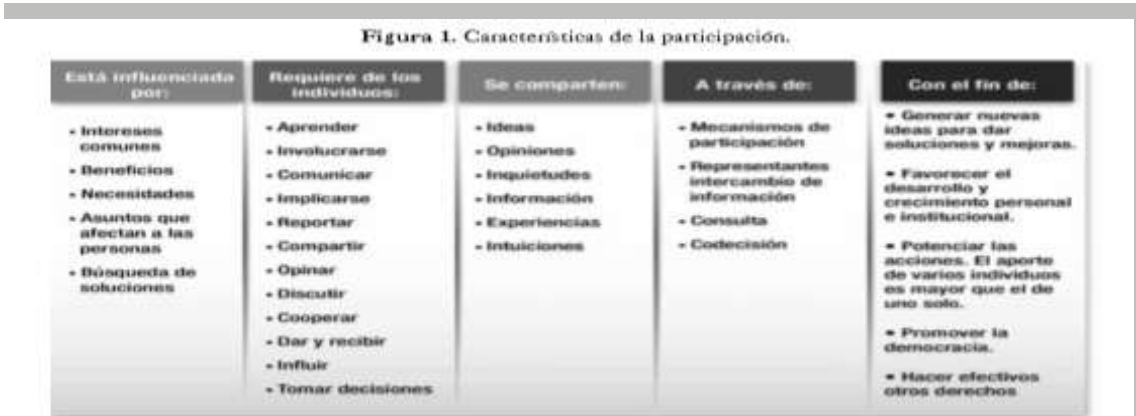 Figura 1. Características de la participación.
Está influenciada
por:
- Intereses
comunes
- Beneficios
- Necesidades
- Asuntos que
afectan a las
personas
- Búsqueda de
soluciones
Requiere de los
individuos:
- Aprender
- Involucrarse
- Comunicar
- Implicarse
- Reportar
- Compartir
- Opinar
- Discutir
- Cooperar
- Dar y recibir
- Influir
- Tomar decisiones
Se comparten:
- Ideas
- Opiniones
- Inquietudes
- Información
- Experiencias
- Intuiciones
A través de:
- Mecanismos de
participación
- Representantes
intercambio de
información
- Consulta
- Codecisión
Con el fin de:
• Generar nuevas
ideas para dar
soluciones y mejoras.
• Favorecer el
desarrollo y
crecimiento personal
e institucional.
• Potenciar las
acciones. El aporte
de varios individuos
es mayor que el de
uno solo.
• Promover la
democracia.
• Hacer efectivos
otros derechos